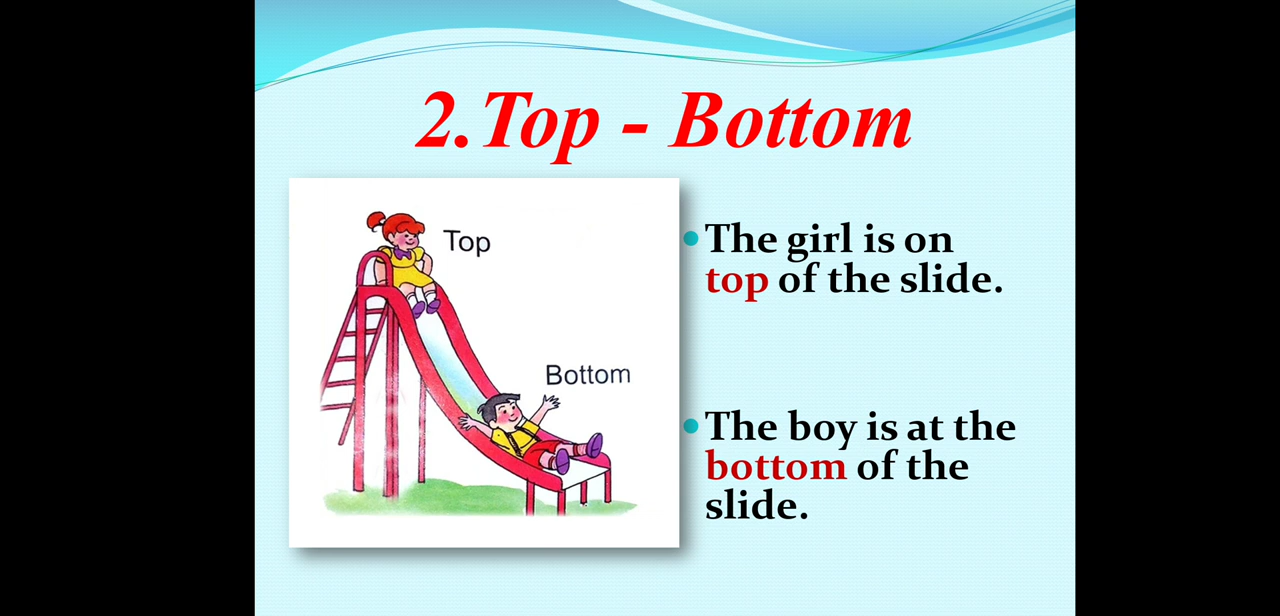 2.Top - Bottom
Top
Bottom
The girl is on
top of the slide.
The boy is at the
bottom of the
slide.